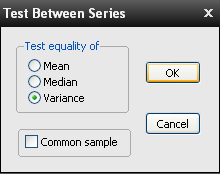 Test Between Series
Test equality of
Mean
OK
Median
Variance
Cancel
Common sample